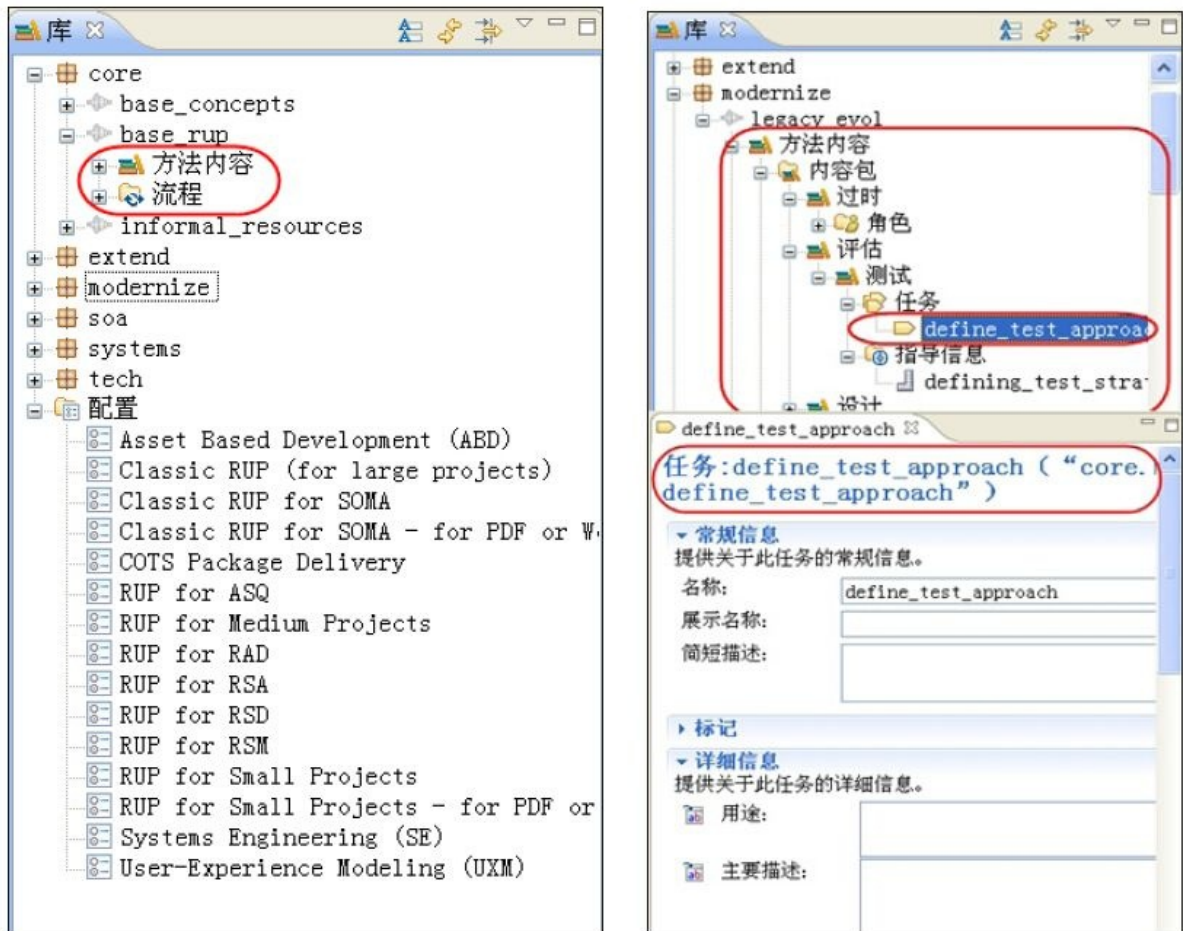 库
core
base_concepts
base_rup
方法内容
流程
informal_resources
extend
modernize
soa
systems
tech
配置
Asset Based Development (ABD)
Classic RUP (for large projects)
Classic RUP for SOMA
Classic RUP for SOMA - for PDF or W
COTS Package Delivery
RUP for ASQ
RUP for Medium Projects
RUP for RAD
RUP for RSA
RUP for RSD
RUP for RSM
RUP for Small Projects
RUP for Small Projects - for PDF or
Systems Engineering (SE)
User-Experience Modeling (UXM)
库
extend
modernize
legacy_evol
方法内容
内容包
过时
角色
评估
测试
任务
define_test_approac
指导信息
defining_test_stra
设计
define_test_approach
任务:define_test_approach (“core.
define_test_approach”)
常规信息
提供关于此任务的常规信息。
名称: define_test_approach
展示名称:
简短描述:
标记
详细信息
提供关于此任务的详细信息。
用途:
主要描述: